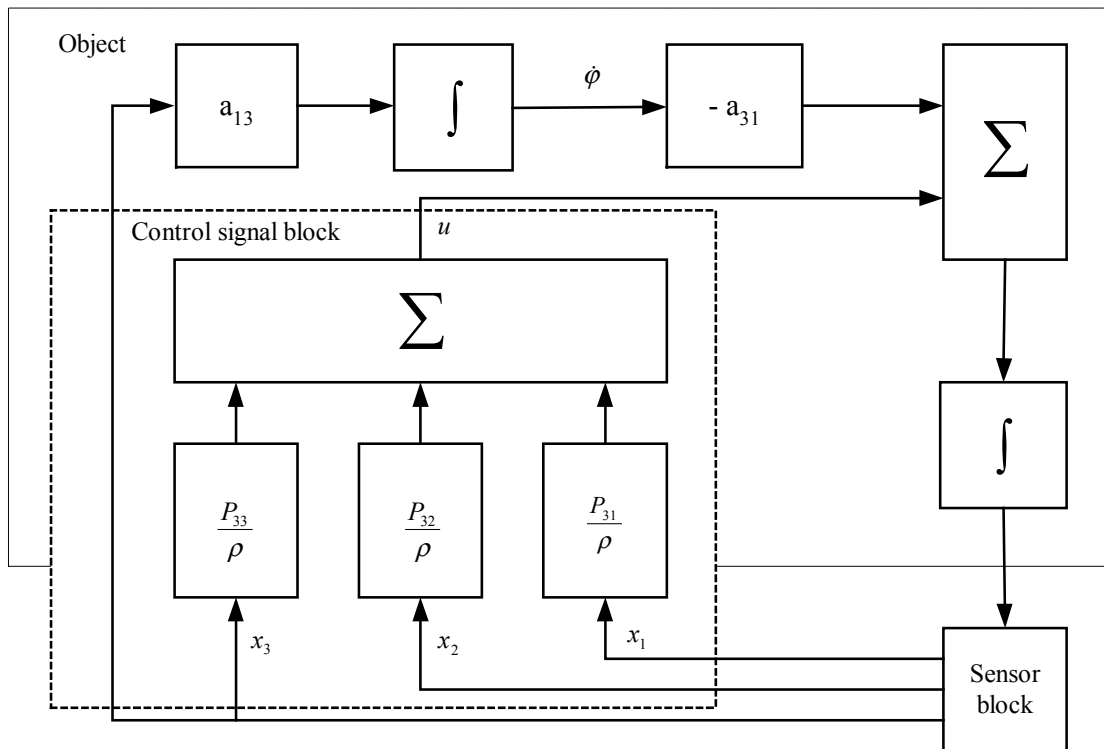 Object
a₁₃
∫
φ̇
- a₃₁
Σ
u
Control signal block
Σ
∫
P₃₃/ρ
P₃₂/ρ
P₃₁/ρ
x₃
x₂
x₁
Sensor
block